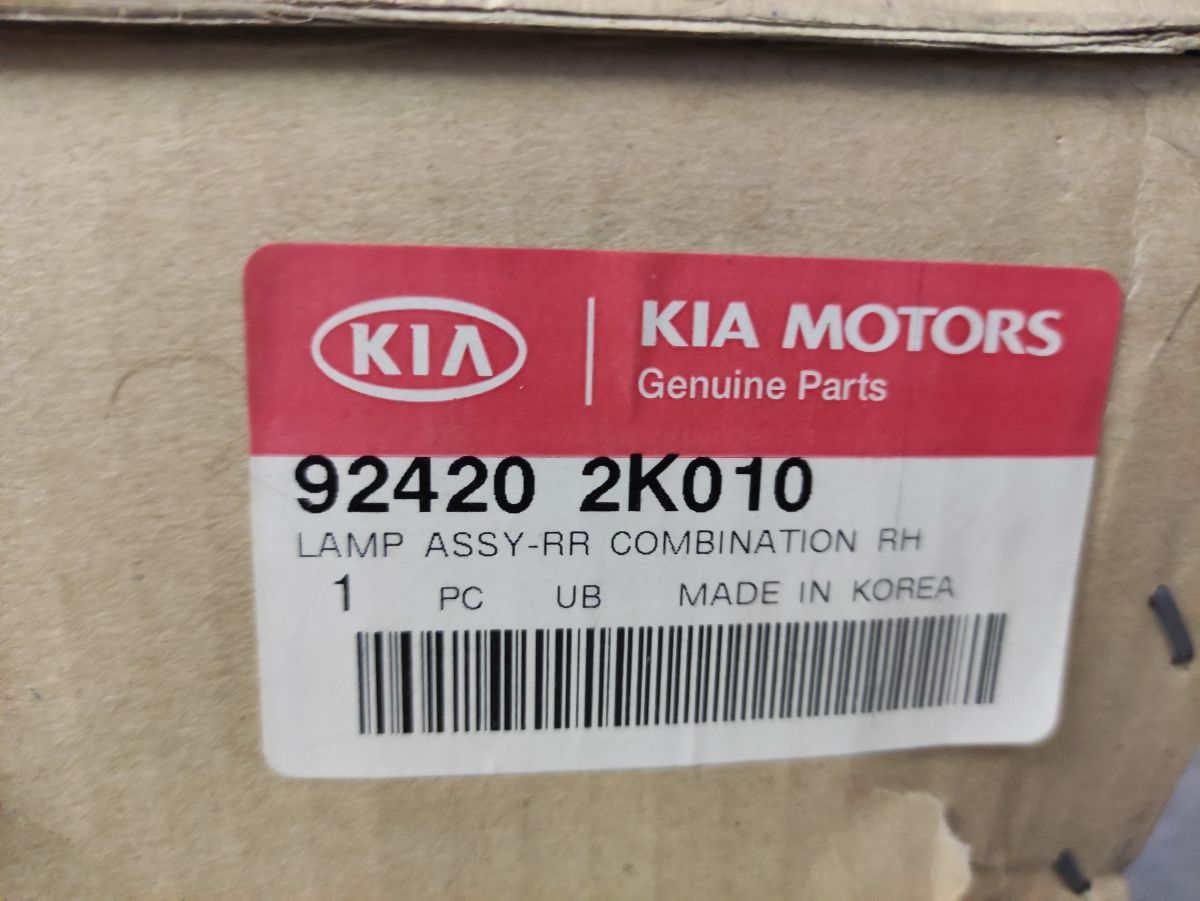 KIA
KIA MOTORS
Genuine Parts
92420 2K010
LAMP ASSY-RR COMBINATION RH
1 PC UB MADE IN KOREA